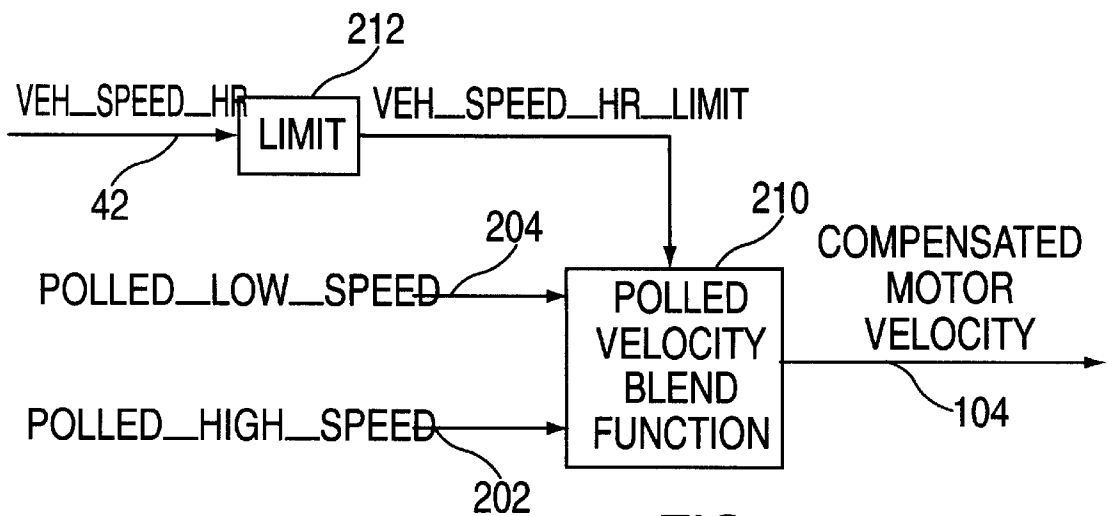 212
VEH_SPEED_HR
LIMIT
VEH_SPEED_HR_LIMIT
42
204
210
POLLED_LOW_SPEED
POLLED
VELOCITY
BLEND
FUNCTION
COMPENSATED
MOTOR
VELOCITY
POLLED_HIGH_SPEED
104
202